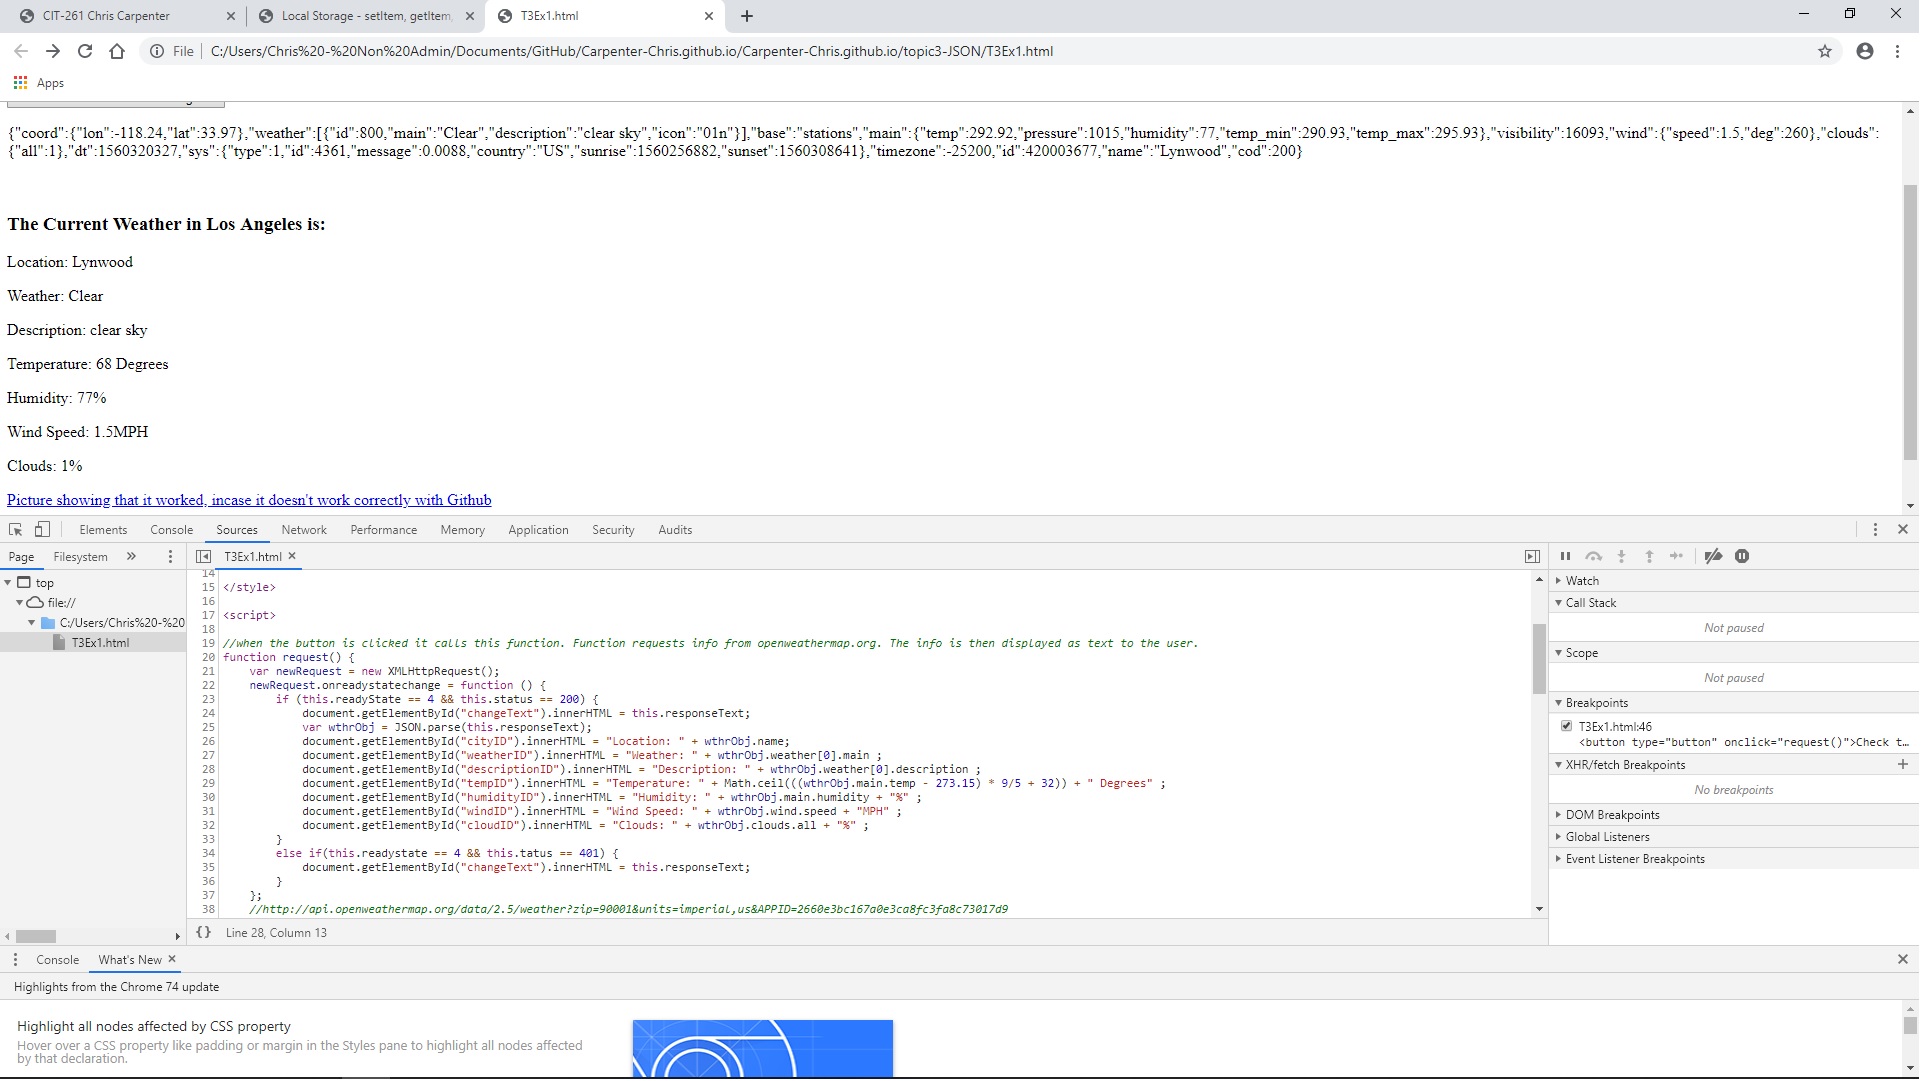 CIT-261 Chris Carpenter
Local Storage - setItem, getItem,
T3Ex1.html
File
C:/Users/Chris%20-%20Non%20Admin/Documents/GitHub/Carpenter-Chris.github.io/Carpenter-Chris.github.io/topic3-JSON/T3Ex1.html
Apps
{"coord":{"lon":-118.24,"lat":33.97},"weather":[{"id":800,"main":"Clear","description":"clear sky","icon":"01n"}],"base":"stations","main":{"temp":292.92,"pressure":1015,"humidity":77,"temp_min":290.93,"temp_max":295.93},"visibility":16093,"wind":{"speed":1.5,"deg":260},"clouds":
{"all":1},"dt":1560320327,"sys":{"type":1,"id":4361,"message":0.0088,"country":"US","sunrise":1560256882,"sunset":1560308641},"timezone":-25200,"id":420003677,"name":"Lynwood","cod":200}
The Current Weather in Los Angeles is:
Location: Lynwood
Weather: Clear
Description: clear sky
Temperature: 68 Degrees
Humidity: 77%
Wind Speed: 1.5MPH
Clouds: 1%
Picture showing that it worked, incase it doesn't work correctly with Github
Elements Console Sources Network Performance Memory Application Security Audits
Page Filesystem »
T3Ex1.html
top
file://
C:/Users/Chris%20-%20
T3Ex1.html
14
15 </style>
16
17 <script>
18
19 //when the button is clicked it calls this function. Function requests info from openweathermap.org. The info is then displayed as text to the user.
20 function request() {
21 var newRequest = new XMLHttpRequest();
22 newRequest.onreadystatechange = function () {
23 if (this.readyState == 4 && this.status == 200) {
24 document.getElementById("changeText").innerHTML = this.responseText;
25 var wthrObj = JSON.parse(this.responseText);
26 document.getElementById("cityID").innerHTML = "Location: " + wthrObj.name;
27 document.getElementById("weatherID").innerHTML = "Weather: " + wthrObj.weather[0].main ;
28 document.getElementById("descriptionID").innerHTML = "Description: " + wthrObj.weather[0].description ;
29 document.getElementById("tempID").innerHTML = "Temperature: " + Math.ceil(((wthrObj.main.temp - 273.15) * 9/5 + 32)) + " Degrees" ;
30 document.getElementById("humidityID").innerHTML = "Humidity: " + wthrObj.main.humidity + "%" ;
31 document.getElementById("windID").innerHTML = "Wind Speed: " + wthrObj.wind.speed + "MPH" ;
32 document.getElementById("cloudID").innerHTML = "Clouds: " + wthrObj.clouds.all + "%" ;
33 }
34 else if(this.readystate == 4 && this.tatus == 401) {
35 document.getElementById("changeText").innerHTML = this.responseText;
36 }
37 };
38 //http://api.openweathermap.org/data/2.5/weather?zip=90001&units=imperial,us&APPID=2660e3bc167a0e3ca8fc3fa8c73017d9
{} Line 28, Column 13
Watch
Call Stack
Not paused
Scope
Not paused
Breakpoints
T3Ex1.html:46
<button type="button" onclick="request()">Check t…
XHR/fetch Breakpoints
No breakpoints
DOM Breakpoints
Global Listeners
Event Listener Breakpoints
Console What's New
Highlights from the Chrome 74 update
Highlight all nodes affected by CSS property
Hover over a CSS property like padding or margin in the Styles pane to highlight all nodes affected
by that declaration.